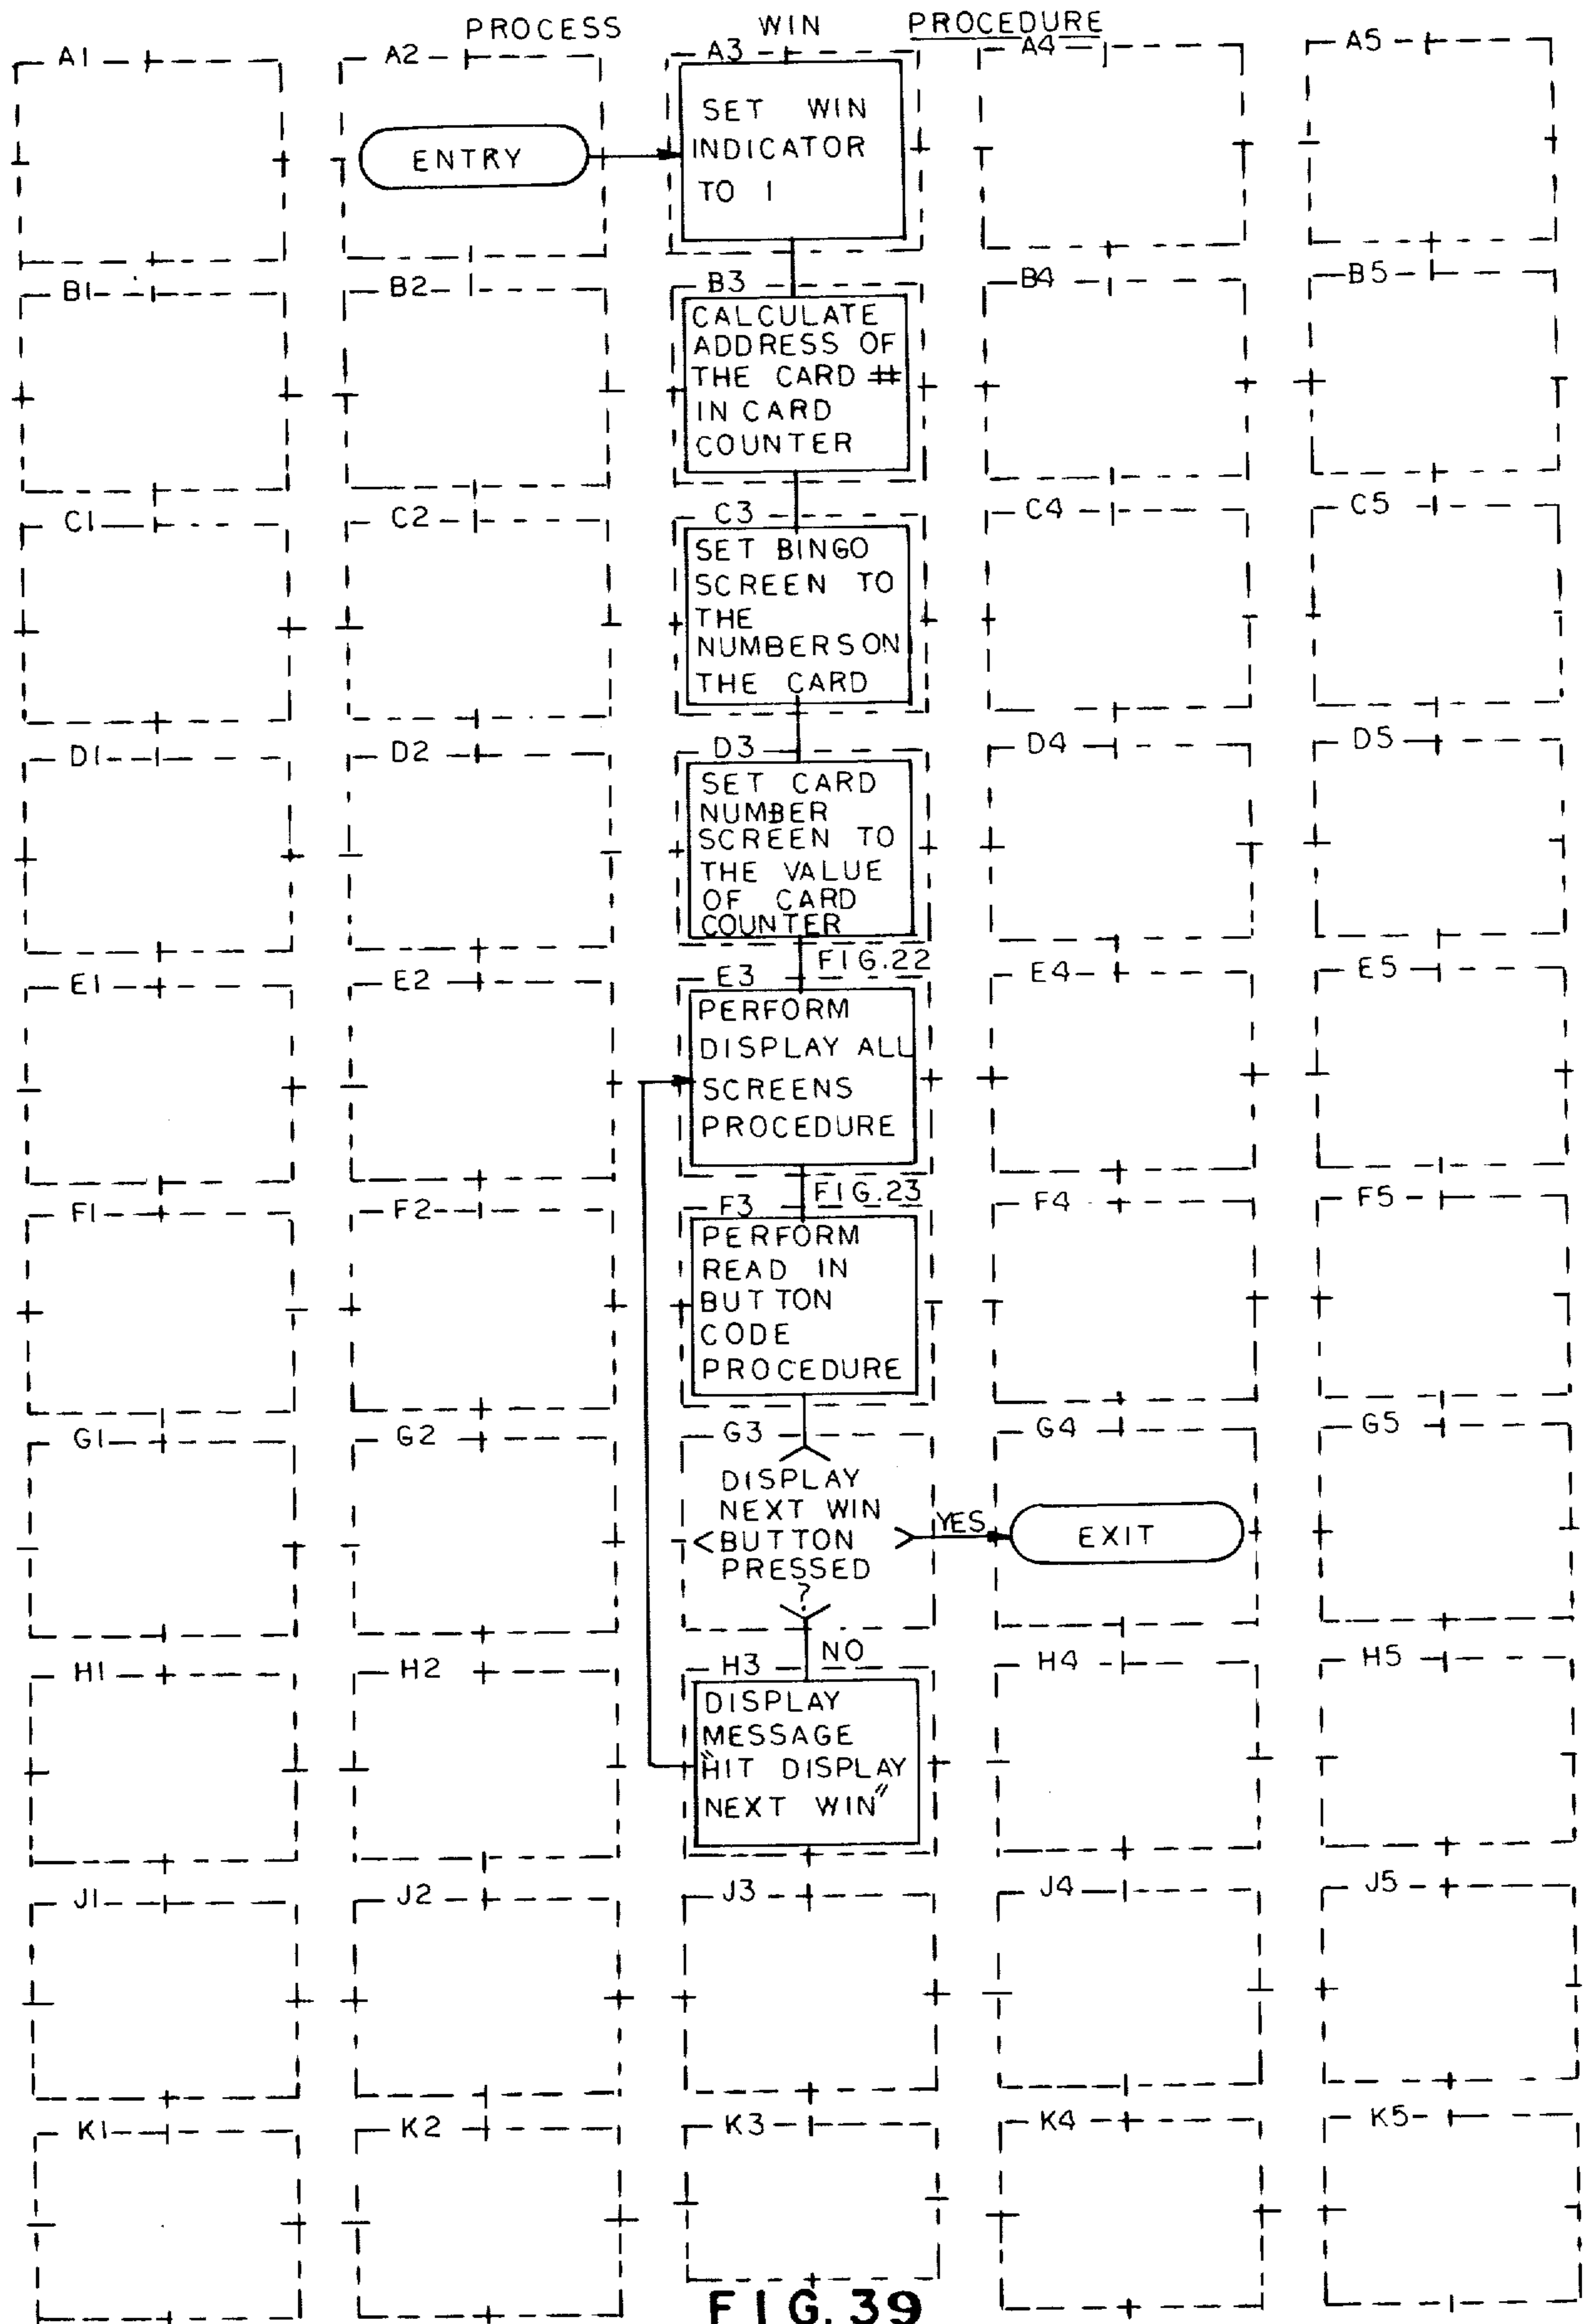 PROCESS WIN PROCEDURE
A1 A2 A3 A4 A5
ENTRY
SET WIN
INDICATOR
TO 1
B1 B2 B3 B4 B5
CALCULATE
ADDRESS OF
THE CARD #
IN CARD
COUNTER
C1 C2 C3 C4 C5
SET BINGO
SCREEN TO
THE
NUMBERS ON
THE CARD
D1 D2 D3 D4 D5
SET CARD
NUMBER
SCREEN TO
THE VALUE
OF CARD
COUNTER
FIG.22
E1 E2 E3 E4 E5
PERFORM
DISPLAY ALL
SCREENS
PROCEDURE
FIG.23
F1 F2 F3 F4 F5
PERFORM
READ IN
BUTTON
CODE
PROCEDURE
G1 G2 G3 G4 G5
DISPLAY
NEXT WIN
BUTTON
PRESSED
?
YES
EXIT
NO
H1 H2 H3 H4 H5
DISPLAY
MESSAGE
"HIT DISPLAY
NEXT WIN"
J1 J2 J3 J4 J5
K1 K2 K3 K4 K5
FIG.39